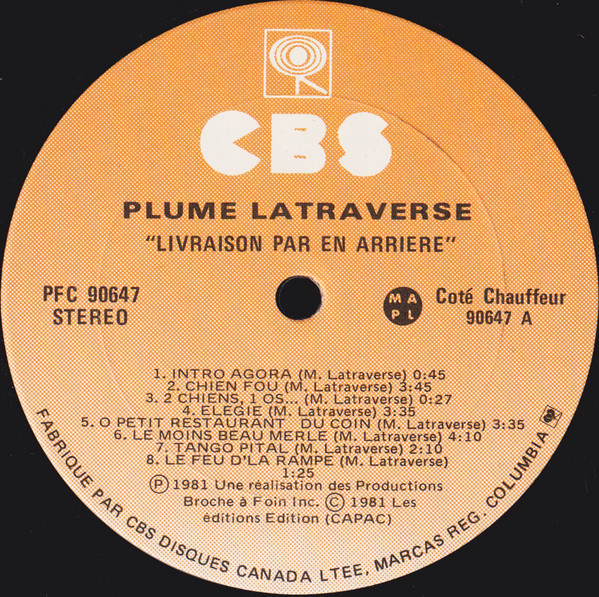 CBS
PLUME LATRAVERSE
"LIVRAISON PAR EN ARRIERE"
PFC 90647
STEREO
MAPL
Coté Chauffeur
90647 A
1. INTRO AGORA (M. Latraverse) 0:45
2. CHIEN FOU (M. Latraverse) 3:45
3. 2 CHIENS, 1 OS... (M. Latraverse) 0:27
4. ELEGIE (M. Latraverse) 3:35
5. O PETIT RESTAURANT DU COIN (M. Latraverse) 3:35
6. LE MOINS BEAU MERLE (M. Latraverse) 4:10
7. TANGO PITAL (M. Latraverse) 2:10
8. LE FEU D'LA RAMPE (M. Latraverse)
1:25
Ⓟ 1981 Une réalisation des Productions
Broche à Foin Inc. © 1981 Les
éditions Edition (CAPAC)
FABRIQUE PAR CBS DISQUES CANADA LTEE, MARCAS REG. COLUMBIA